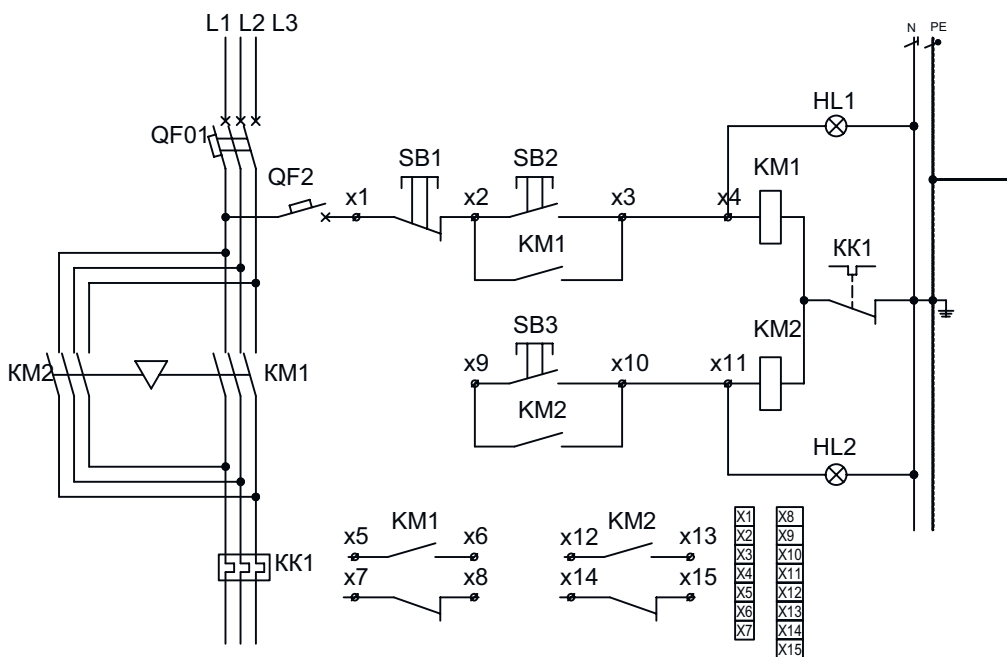 L1 L2 L3
N PE
HL1
QF01
SB1 SB2 KM1
QF2
x1 x2 x3 x4
KM1 КК1
SB3 KM2
KM2 KM1
x9 x10 x11
KM2
HL2
KM1 KM2
x5 x6 x12 x13
КК1
x7 x8 x14 x15
X1 X8
X2 X9
X3 X10
X4 X11
X5 X12
X6 X13
X7 X14
X15